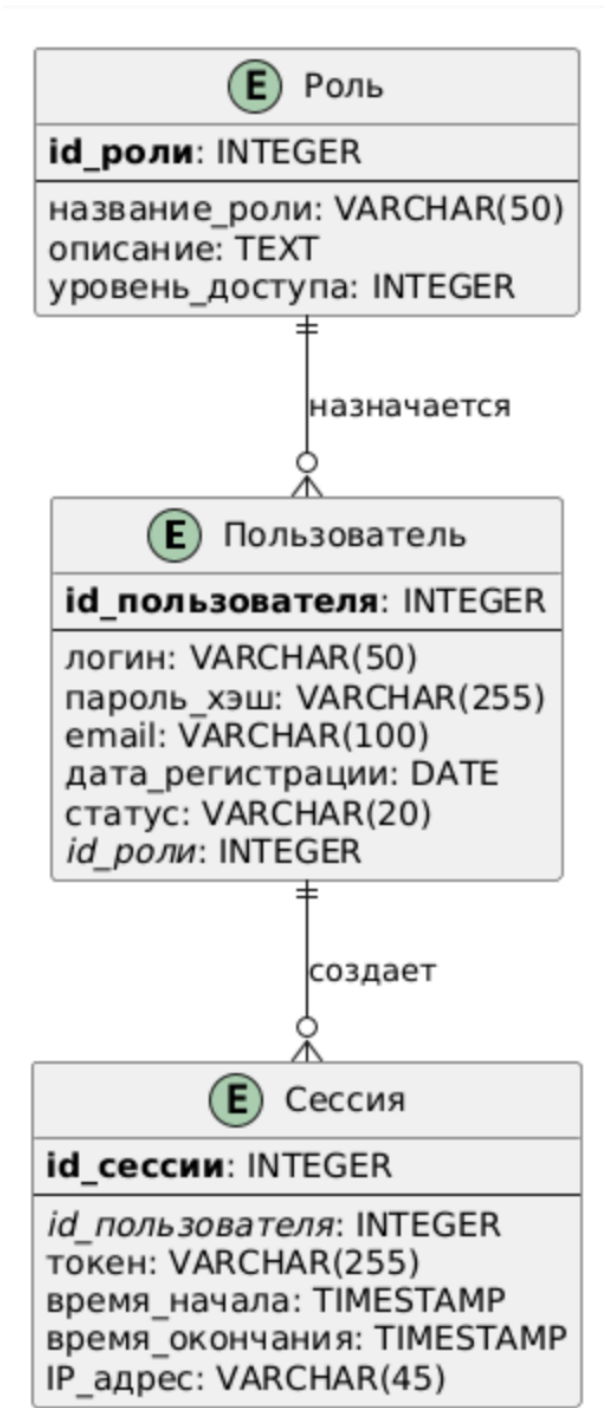 E Роль
id_роли: INTEGER
название_роли: VARCHAR(50)
описание: TEXT
уровень_доступа: INTEGER
назначается
E Пользователь
id_пользователя: INTEGER
логин: VARCHAR(50)
пароль_хэш: VARCHAR(255)
email: VARCHAR(100)
дата_регистрации: DATE
статус: VARCHAR(20)
id_роли: INTEGER
создает
E Сессия
id_сессии: INTEGER
id_пользователя: INTEGER
токен: VARCHAR(255)
время_начала: TIMESTAMP
время_окончания: TIMESTAMP
IP_адрес: VARCHAR(45)